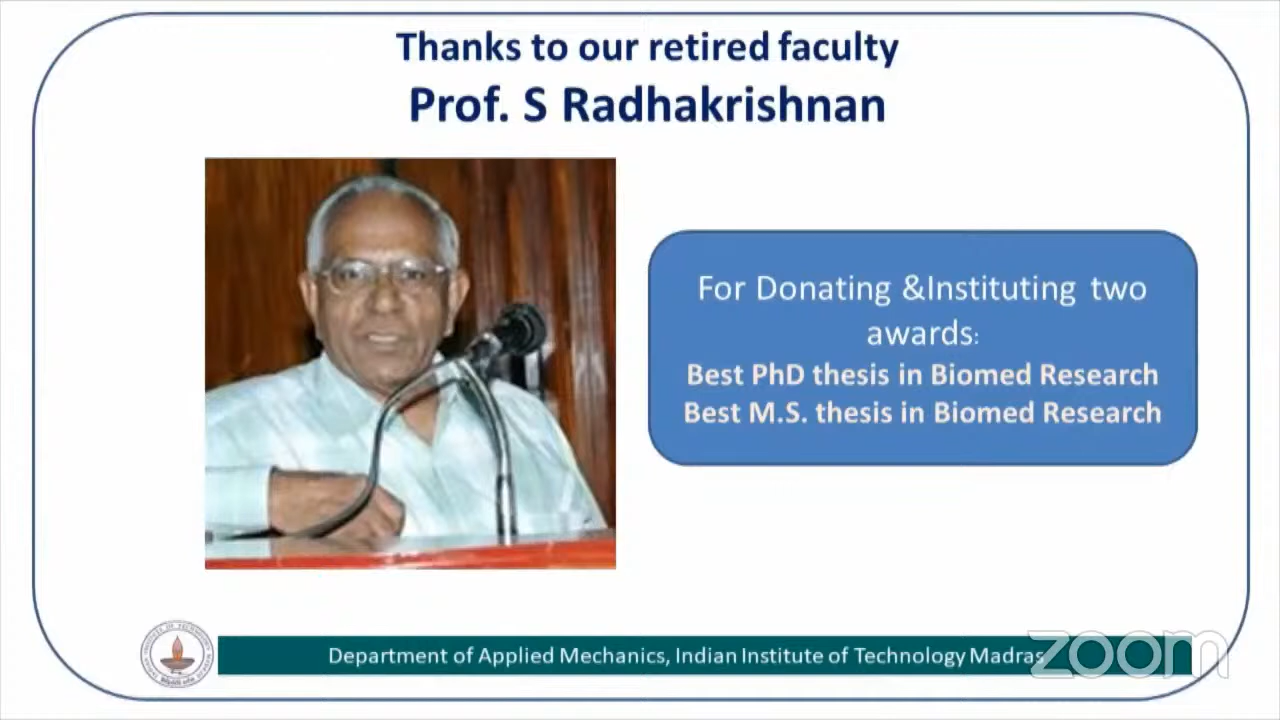 Thanks to our retired faculty
Prof. S Radhakrishnan
For Donating &Instituting two
awards:
Best PhD thesis in Biomed Research
Best M.S. thesis in Biomed Research
Department of Applied Mechanics, Indian Institute of Technology Madras
zoom